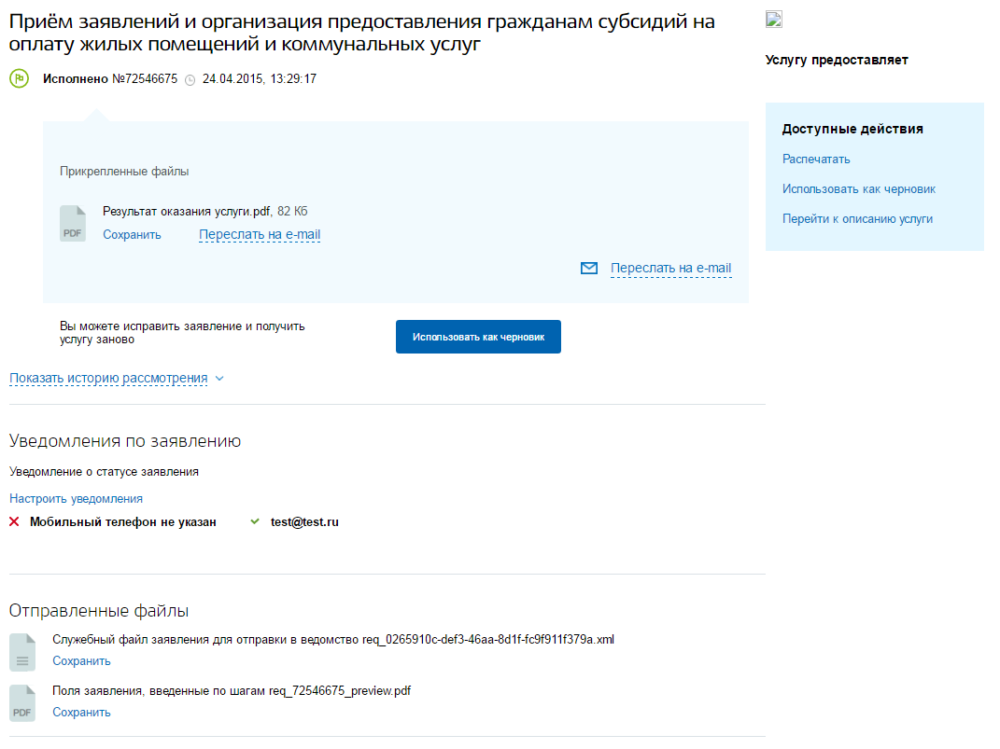 Приём заявлений и организация предоставления гражданам субсидий на
оплату жилых помещений и коммунальных услуг
Исполнено №72546675 24.04.2015, 13:29:17
Прикрепленные файлы
PDF
Результат оказания услуги.pdf, 82 Кб
Сохранить Переслать на e-mail
Переслать на e-mail
Вы можете исправить заявление и получить
услугу заново
Использовать как черновик
Показать историю рассмотрения
Уведомления по заявлению
Уведомление о статусе заявления
Настроить уведомления
Мобильный телефон не указан test@test.ru
Отправленные файлы
Служебный файл заявления для отправки в ведомство req_0265910c-def3-46aa-8d1f-fc9f911f379a.xml
Сохранить
Поля заявления, введенные по шагам req_72546675_preview.pdf
PDF
Сохранить
Услугу предоставляет
Доступные действия
Распечатать
Использовать как черновик
Перейти к описанию услуги